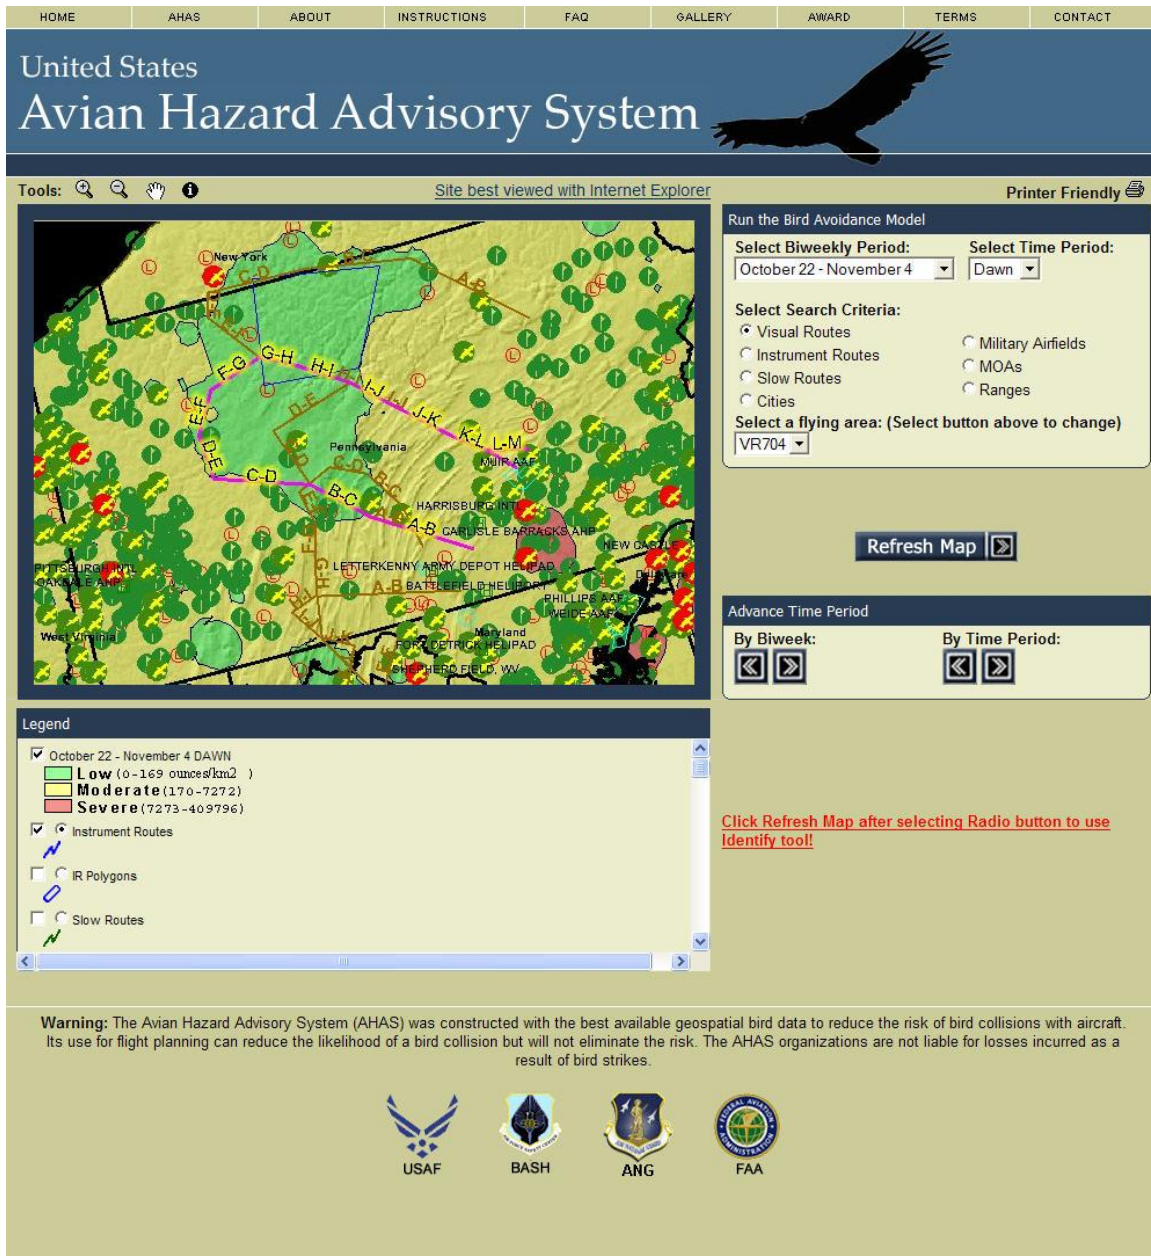 HOME AHAS ABOUT INSTRUCTIONS FAQ GALLERY AWARD TERMS CONTACT
United States
Avian Hazard Advisory System
Tools: Site best viewed with Internet Explorer Printer Friendly
Run the Bird Avoidance Model
Select Biweekly Period: Select Time Period:
October 22 - November 4 Dawn
Select Search Criteria:
Visual Routes
Instrument Routes
Slow Routes
Cities
Military Airfields
MOAs
Ranges
Select a flying area: (Select button above to change)
VR704
Refresh Map
Advance Time Period
By Biweek: By Time Period:
Click Refresh Map after selecting Radio button to use
Identify tool!
New York
B-C
C-D
A-B
G-H
H-I
F-G
I-J
J-K
E-F
D-E
K-L L-M
D-E
Pennsylvania
MUIR AAF
C-D
C-D
B-C
B-C
HARRISBURG INTL
A-B
CARLISLE BARRACKS AHP
NEW CASTLE
PITTSBURGH INTL
OAKDALE AHP
LETTERKENNY ARMY DEPOT HELIPAD
G-H
A-B
BATTLEFIELD HELIPORT
PHILLIPS AAF
WEIDE AAF
West Virginia
Maryland
FORT DETRICK HELIPAD
SHEPHERD FIELD, WV
Legend
October 22 - November 4 DAWN
Low (0-169 ounces/km2 )
Moderate (170-7272)
Severe (7273-409796)
Instrument Routes
IR Polygons
Slow Routes
Warning: The Avian Hazard Advisory System (AHAS) was constructed with the best available geospatial bird data to reduce the risk of bird collisions with aircraft.
Its use for flight planning can reduce the likelihood of a bird collision but will not eliminate the risk. The AHAS organizations are not liable for losses incurred as a
result of bird strikes.
USAF BASH ANG FAA